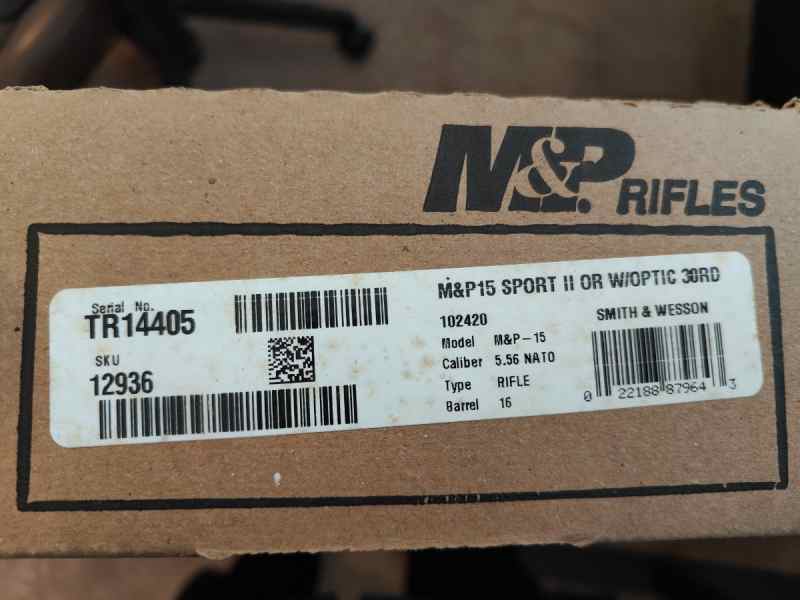 M&P RIFLES
Serial No.
TR14405
SKU
12936
M&P15 SPORT II OR W/OPTIC 30RD
102420
SMITH & WESSON
Model M&P-15
Caliber 5.56 NATO
Type RIFLE
Barrel 16
0 22188 87964 3